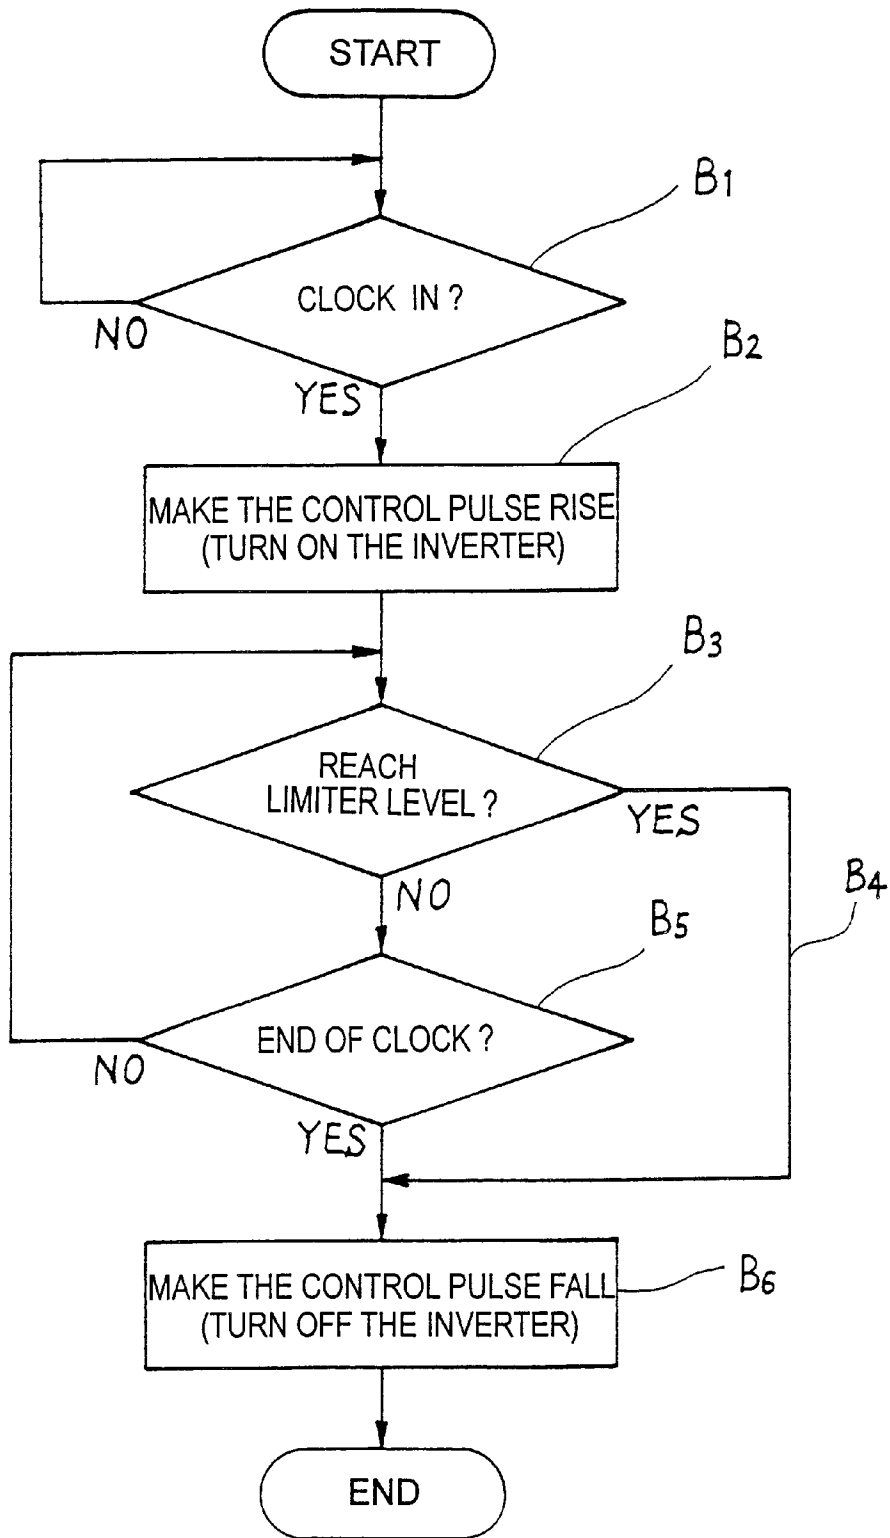 START
B1
CLOCK IN ?
NO
YES
B2
MAKE THE CONTROL PULSE RISE
(TURN ON THE INVERTER)
B3
REACH
LIMITER LEVEL ?
YES
NO
B4
B5
END OF CLOCK ?
NO
YES
MAKE THE CONTROL PULSE FALL
(TURN OFF THE INVERTER)
B6
END